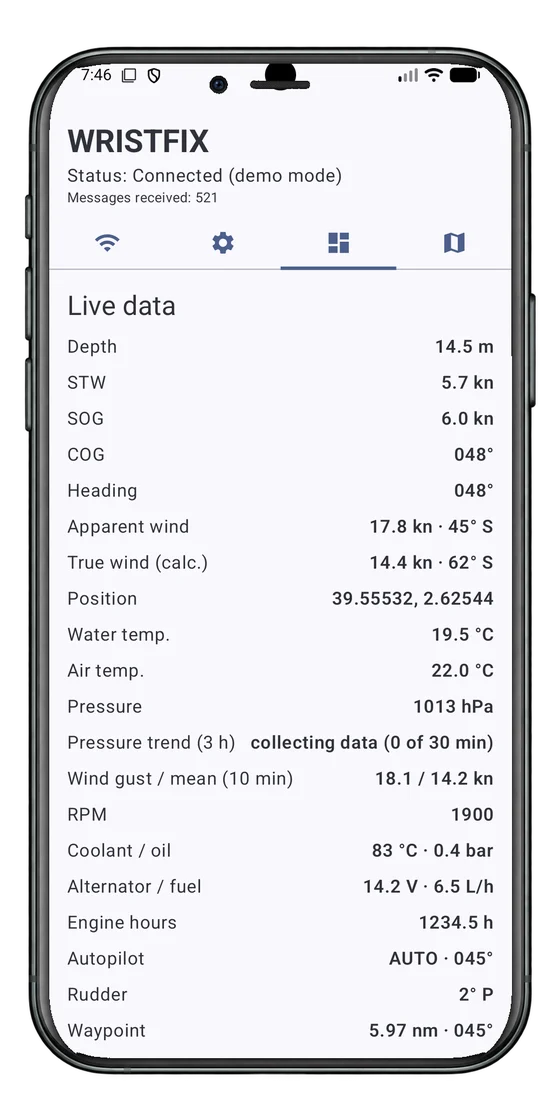 7:46
WRISTFIX
Status: Connected (demo mode)
Messages received: 521
Live data
Depth 14.5 m
STW 5.7 kn
SOG 6.0 kn
COG 048°
Heading 048°
Apparent wind 17.8 kn · 45° S
True wind (calc.) 14.4 kn · 62° S
Position 39.55532, 2.62544
Water temp. 19.5 °C
Air temp. 22.0 °C
Pressure 1013 hPa
Pressure trend (3 h) collecting data (0 of 30 min)
Wind gust / mean (10 min) 18.1 / 14.2 kn
RPM 1900
Coolant / oil 83 °C · 0.4 bar
Alternator / fuel 14.2 V · 6.5 L/h
Engine hours 1234.5 h
Autopilot AUTO · 045°
Rudder 2° P
Waypoint 5.97 nm · 045°